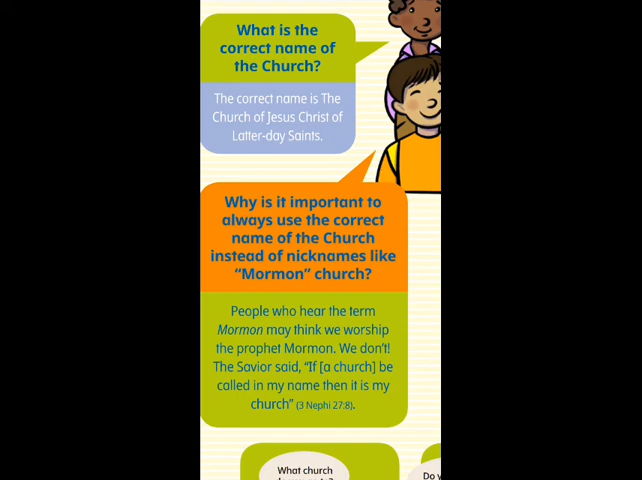 What is the
correct name of
the Church?
The correct name is The
Church of Jesus Christ of
Latter-day Saints.
Why is it important to
always use the correct
name of the Church
instead of nicknames like
“Mormon” church?
People who hear the term
Mormon may think we worship
the prophet Mormon. We don’t!
The Savior said, “If [a church] be
called in my name then it is my
church” (3 Nephi 27:8).
What church
Do